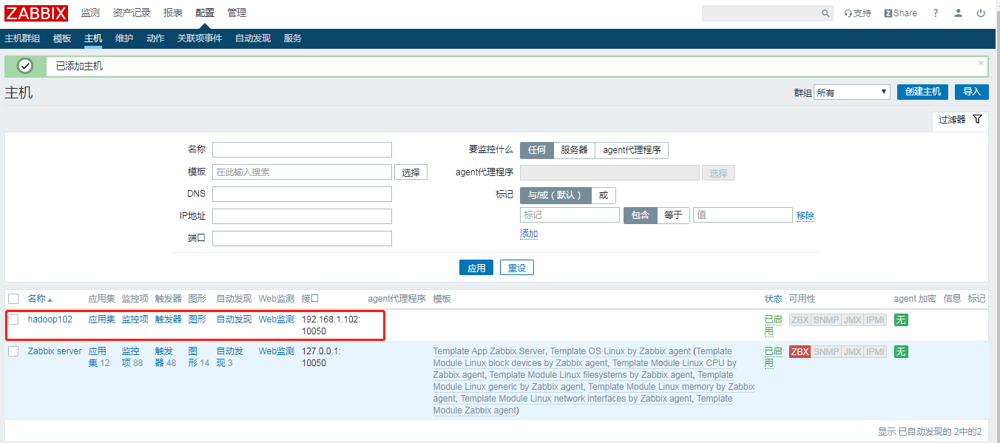 ZABBIX 监测 资产记录 报表 配置 管理 支持 Z Share ?
主机群组 模板 主机 维护 动作 关联项事件 自动发现 服务
已添加主机 ×
主机 群组 所有 创建主机 导入
过滤器
名称 要监控什么 任何 服务器 agent代理程序
模板 在此输入搜索 选择 agent代理程序 选择
DNS 标记 与/或 ( 默认 ) 或
IP地址 标记 包含 等于 值 移除
端口 添加
应用 重设
名称 应用集 监控项 触发器 图形 自动发现 Web监测 接口 agent代理程序 模板 状态 可用性 agent 加密 信息 标记
hadoop102 应用集 监控项 触发器 图形 自动发现 Web监测 192.168.1.102: 已启 ZBX SNMP JMX IPMI 无
10050 用
Zabbix server 应用 监控 触发 图 自动发 Web监测 127.0.0.1: Template App Zabbix Server, Template OS Linux by Zabbix agent (Template 已启 ZBX SNMP JMX IPMI 无
集 12 项 88 器 48 形 14 现 3 10050 Module Linux block devices by Zabbix agent, Template Module Linux CPU by 用
Zabbix agent, Template Module Linux filesystems by Zabbix agent, Template
Module Linux generic by Zabbix agent, Template Module Linux memory by Zabbix
agent, Template Module Linux network interfaces by Zabbix agent, Template
Module Zabbix agent)
显示 已自动发现的 2中的2